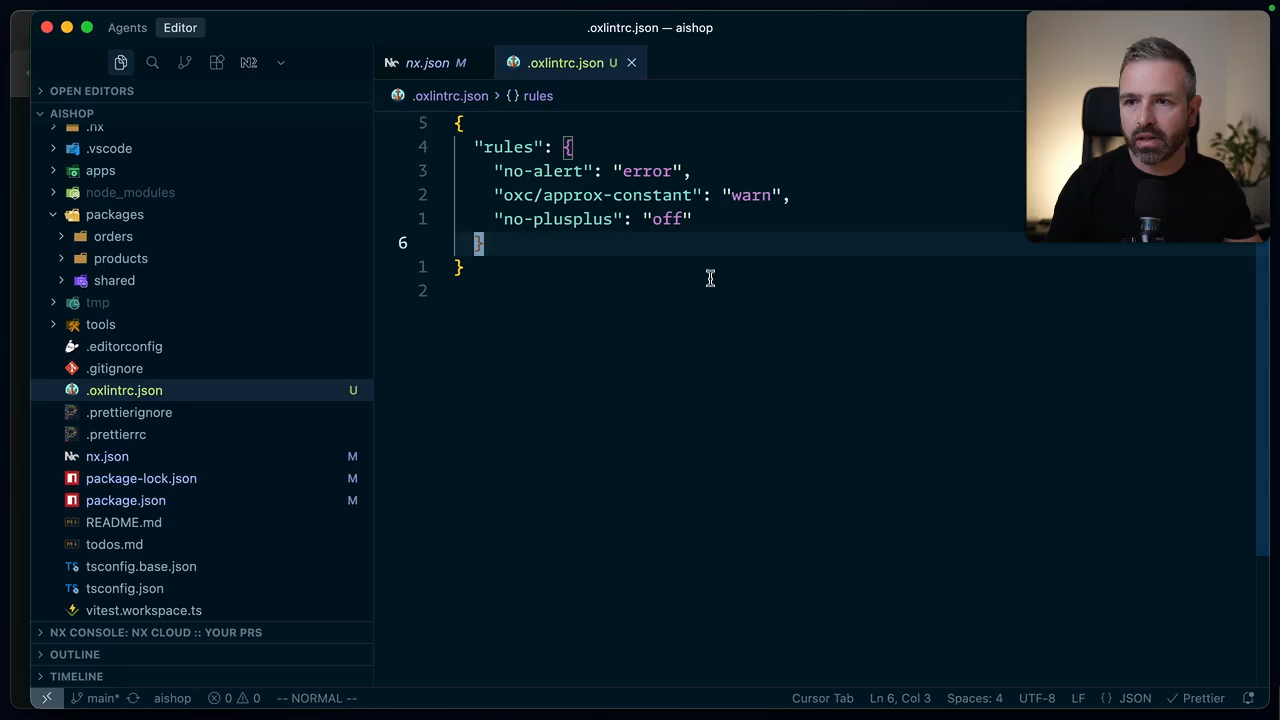 Agents Editor .oxlintrc.json — aishop
nx.json M .oxlintrc.json U
OPEN EDITORS
AISHOP
.nx
.vscode
apps
node_modules
packages
orders
products
shared
tmp
tools
.editorconfig
.gitignore
.oxlintrc.json U
.prettierignore
.prettierrc
nx.json M
package-lock.json M
package.json M
README.md
todos.md
tsconfig.base.json
tsconfig.json
vitest.workspace.ts
NX CONSOLE: NX CLOUD :: YOUR PRS
OUTLINE
TIMELINE
.oxlintrc.json > {} rules
5 {
4 "rules": {
3 "no-alert": "error",
2 "oxc/approx-constant": "warn",
1 "no-plusplus": "off"
6 }
1 }
2
main* aishop 0 0 -- NORMAL -- Cursor Tab Ln 6, Col 3 Spaces: 4 UTF-8 LF {} JSON Prettier